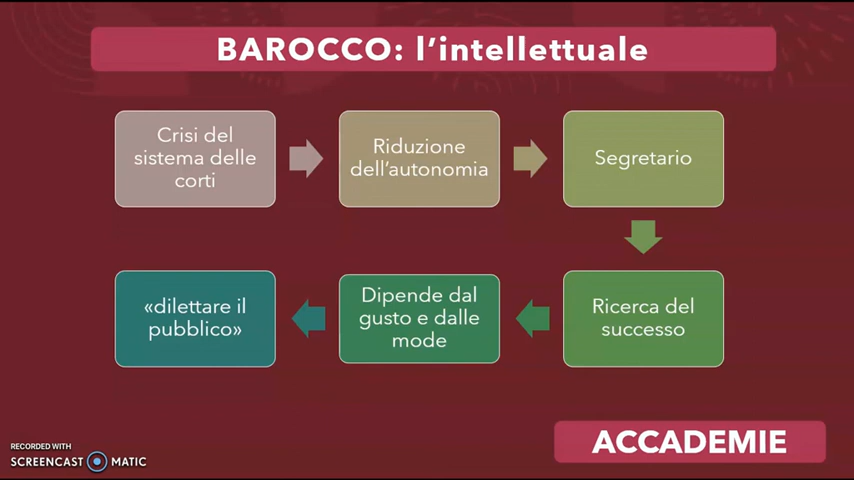 BAROCCO: l’intellettuale
Crisi del
sistema delle
corti
Riduzione
dell’autonomia
Segretario
Ricerca del
successo
Dipende dal
gusto e dalle
mode
«dilettare il
pubblico»
ACCADEMIE
RECORDED WITH
SCREENCAST MATIC